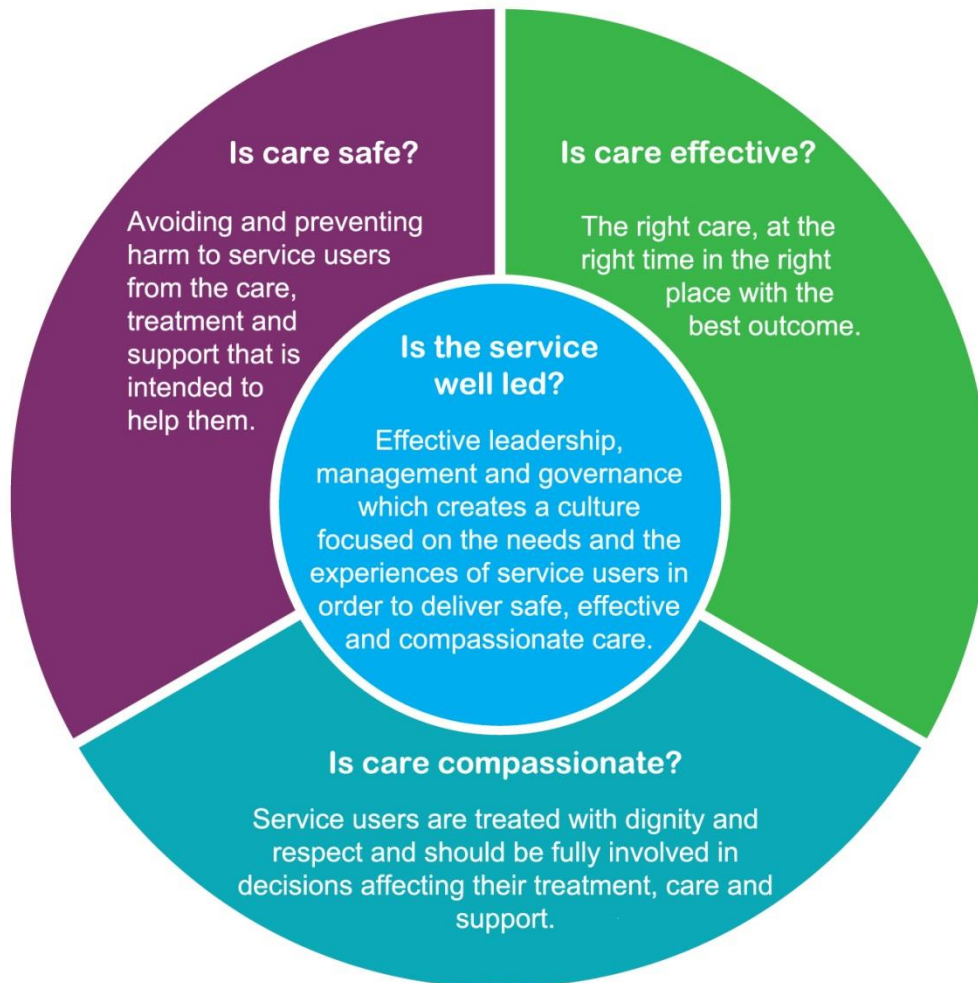 Is care safe?
Avoiding and preventing
harm to service users
from the care,
treatment and
support that is
intended to
help them.
Is care effective?
The right care, at the
right time in the right
place with the
best outcome.
Is the service
well led?
Effective leadership,
management and governance
which creates a culture
focused on the needs and the
experiences of service users in
order to deliver safe, effective
and compassionate care.
Is care compassionate?
Service users are treated with dignity and
respect and should be fully involved in
decisions affecting their treatment, care and
support.